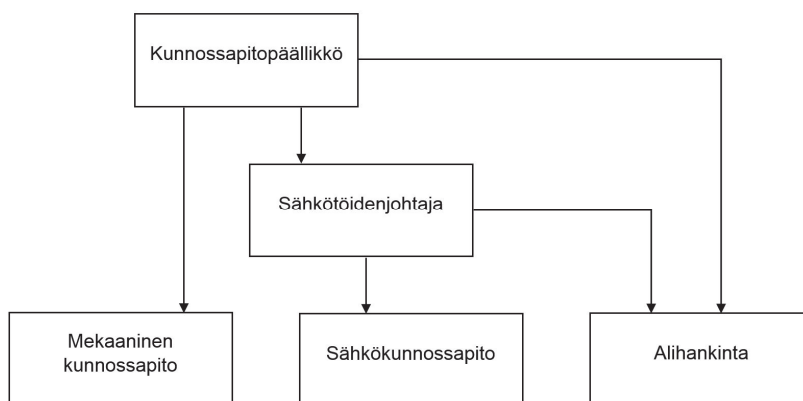 Kunnossapitopäällikkö
Sähkötöidenjohtaja
Mekaaninen
kunnossapito
Sähkökunnossapito
Alihankinta